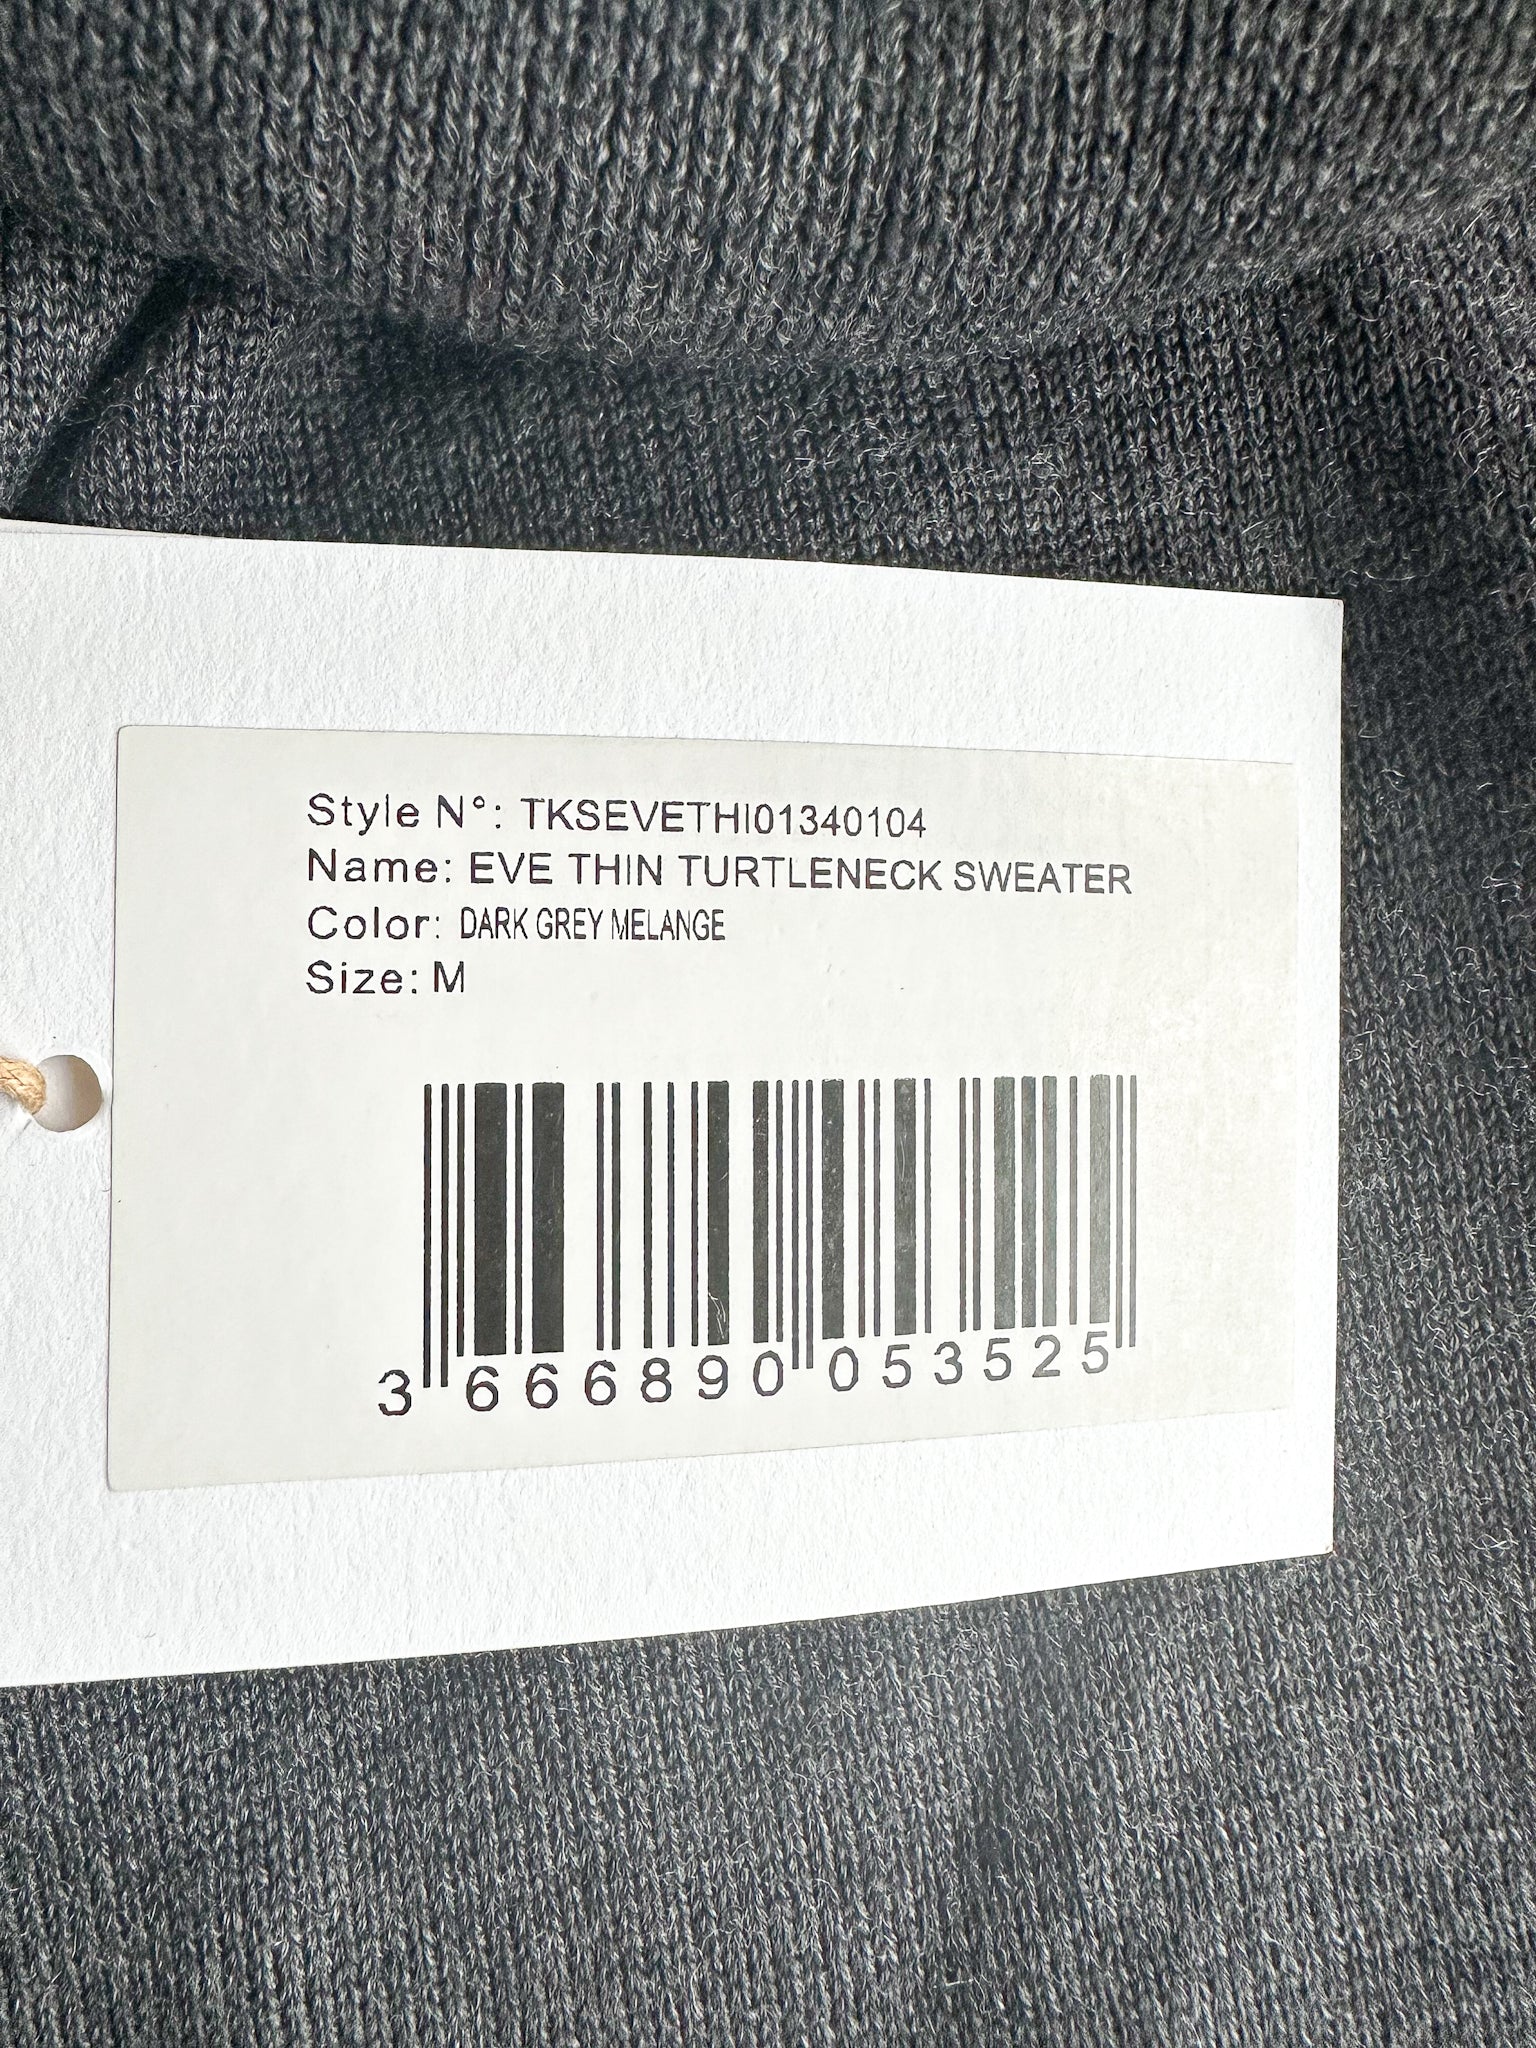 Style N°: TKSEVETHI01340104
Name: EVE THIN TURTLENECK SWEATER
Color: DARK GREY MELANGE
Size: M
3 666890 053525